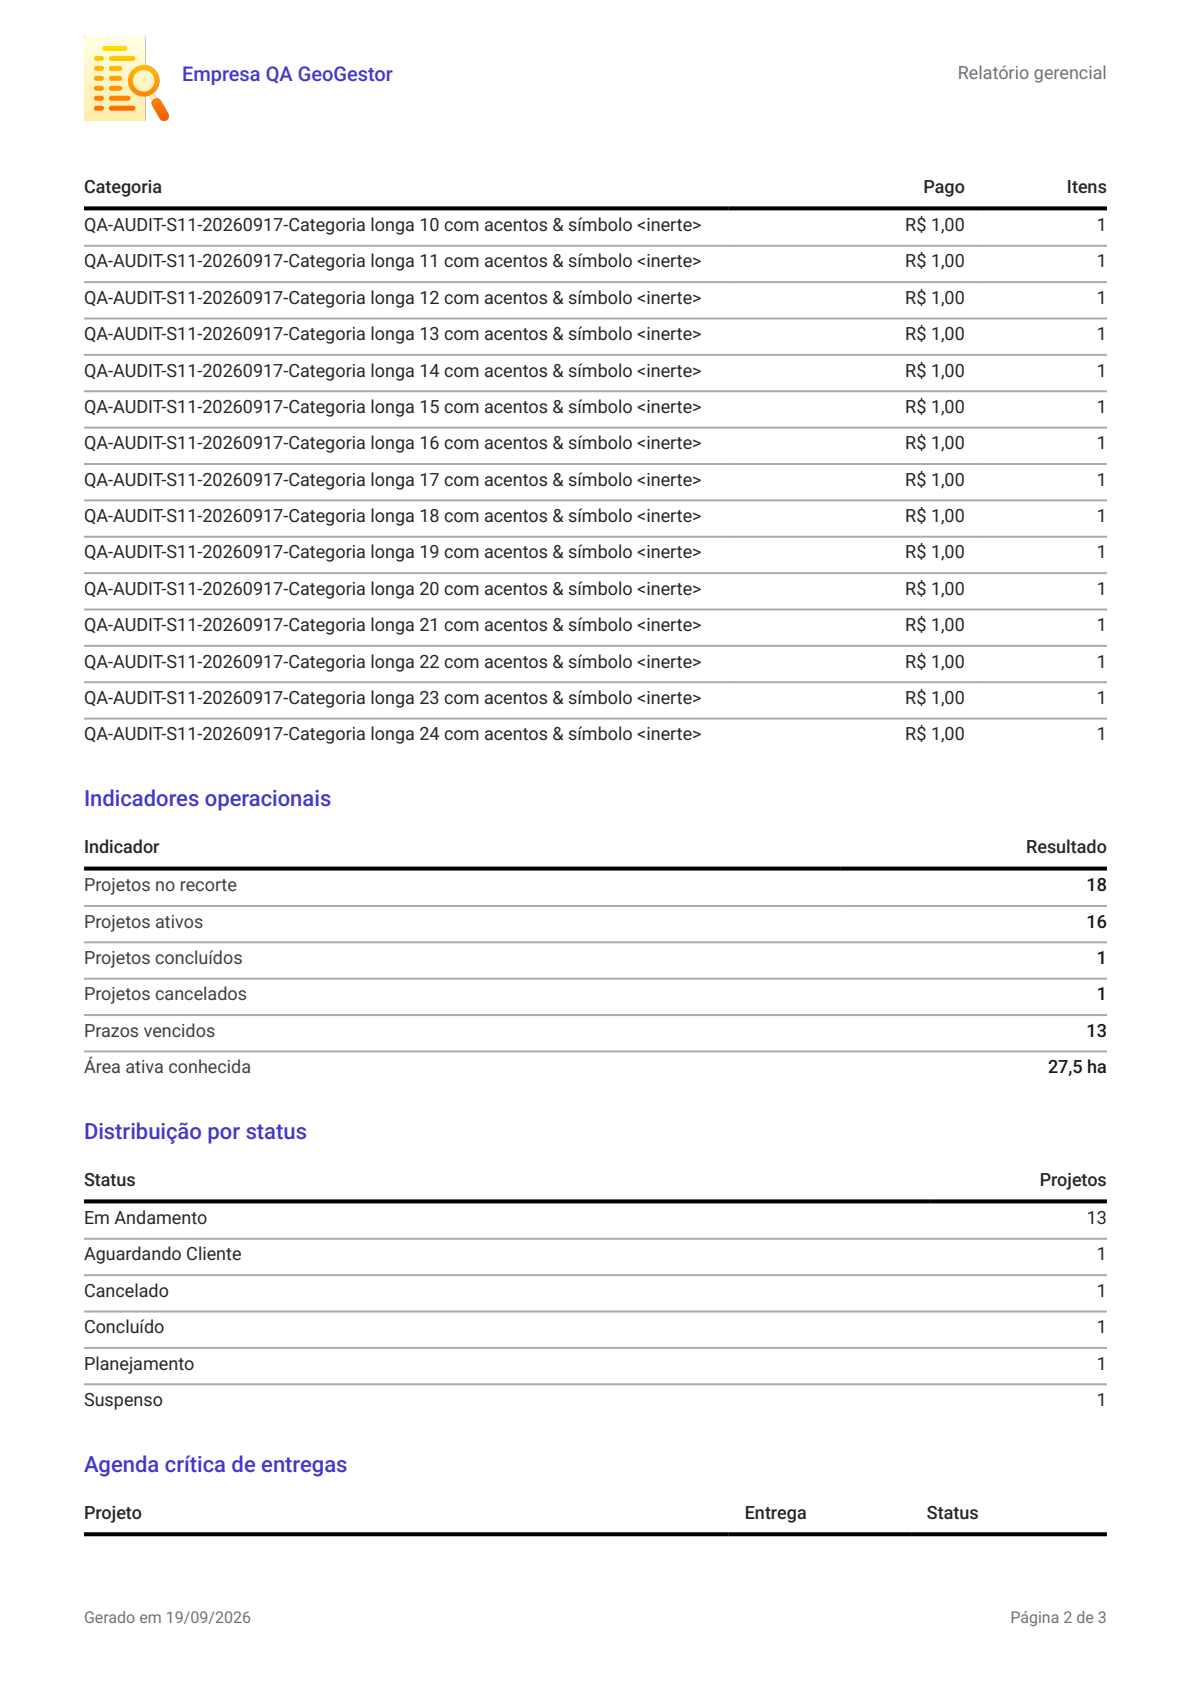 Empresa QA GeoGestor
Relatório gerencial
Categoria Pago Itens
QA-AUDIT-S11-20260917-Categoria longa 10 com acentos & símbolo <inerte> R$ 1,00 1
QA-AUDIT-S11-20260917-Categoria longa 11 com acentos & símbolo <inerte> R$ 1,00 1
QA-AUDIT-S11-20260917-Categoria longa 12 com acentos & símbolo <inerte> R$ 1,00 1
QA-AUDIT-S11-20260917-Categoria longa 13 com acentos & símbolo <inerte> R$ 1,00 1
QA-AUDIT-S11-20260917-Categoria longa 14 com acentos & símbolo <inerte> R$ 1,00 1
QA-AUDIT-S11-20260917-Categoria longa 15 com acentos & símbolo <inerte> R$ 1,00 1
QA-AUDIT-S11-20260917-Categoria longa 16 com acentos & símbolo <inerte> R$ 1,00 1
QA-AUDIT-S11-20260917-Categoria longa 17 com acentos & símbolo <inerte> R$ 1,00 1
QA-AUDIT-S11-20260917-Categoria longa 18 com acentos & símbolo <inerte> R$ 1,00 1
QA-AUDIT-S11-20260917-Categoria longa 19 com acentos & símbolo <inerte> R$ 1,00 1
QA-AUDIT-S11-20260917-Categoria longa 20 com acentos & símbolo <inerte> R$ 1,00 1
QA-AUDIT-S11-20260917-Categoria longa 21 com acentos & símbolo <inerte> R$ 1,00 1
QA-AUDIT-S11-20260917-Categoria longa 22 com acentos & símbolo <inerte> R$ 1,00 1
QA-AUDIT-S11-20260917-Categoria longa 23 com acentos & símbolo <inerte> R$ 1,00 1
QA-AUDIT-S11-20260917-Categoria longa 24 com acentos & símbolo <inerte> R$ 1,00 1
Indicadores operacionais
Indicador Resultado
Projetos no recorte 18
Projetos ativos 16
Projetos concluídos 1
Projetos cancelados 1
Prazos vencidos 13
Área ativa conhecida 27,5 ha
Distribuição por status
Status Projetos
Em Andamento 13
Aguardando Cliente 1
Cancelado 1
Concluído 1
Planejamento 1
Suspenso 1
Agenda crítica de entregas
Projeto Entrega Status
Gerado em 19/09/2026 Página 2 de 3